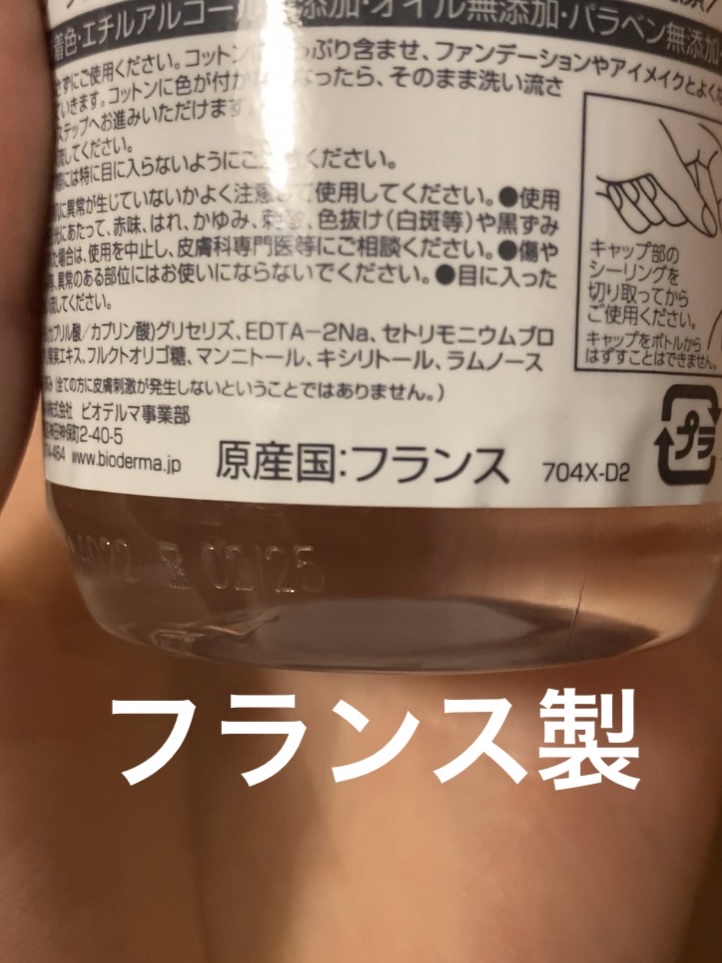 着色・エチルアルコール 無添加・オイル無添加・パラベン無添加
ずにご使用ください。コットン っぷり含ませ、ファンデーションやアイメイクとよく
いきます。コットンに色が付か なったら、そのまま洗い流さ
ステップへお進みいただけます
してください。
には特に目に入らないようにご ください。
に異常が生じていないかよく注意 て使用してください。●使用
にあたって、赤味、はれ、かゆみ、刺激、色抜け(白斑等)や黒ずみ
た場合は、使用を中止し、皮膚科専門医等にご相談ください。●傷や
、異常のある部位にはお使いにならないでください。●目に入った
してください。
カプリル酸/カプリン酸)グリセリズ、EDTA－2Na、セトリモニウムブロ
果実エキス、フルクトオリゴ糖、マンニトール、キシリトール、ラムノース
(全ての方に皮膚刺激が発生しないということではありません。)
株式会社 ビオデルマ事業部
神田神保町2-40-5
464 www.bioderma.jp 原産国:フランス 704X-D2
キャップ部の
シーリングを
切り取ってから
ご使用ください。
キャップをボトルから
はずすことはできません。
プラ
02/25
フランス製